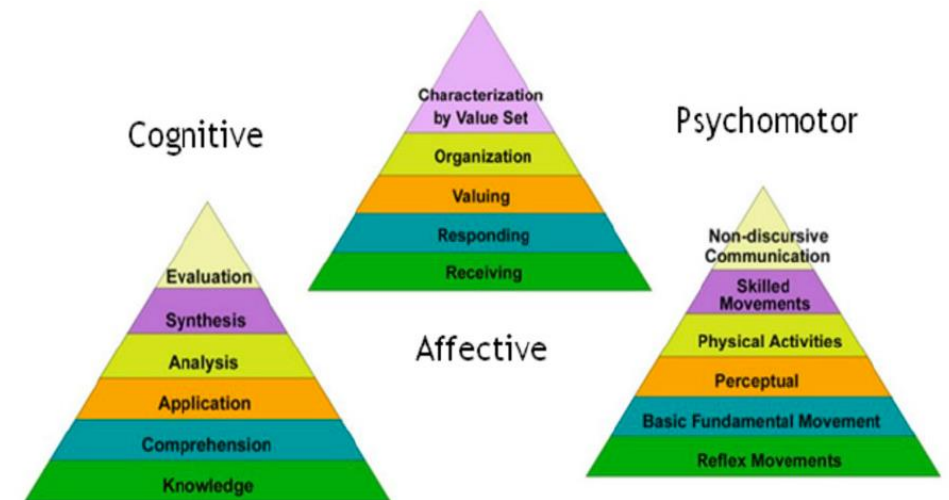 Cognitive
Evaluation
Synthesis
Analysis
Application
Comprehension
Knowledge
Characterization
by Value Set
Organization
Valuing
Responding
Receiving
Affective
Psychomotor
Non-discursive
Communication
Skilled
Movements
Physical Activities
Perceptual
Basic Fundamental Movement
Reflex Movements